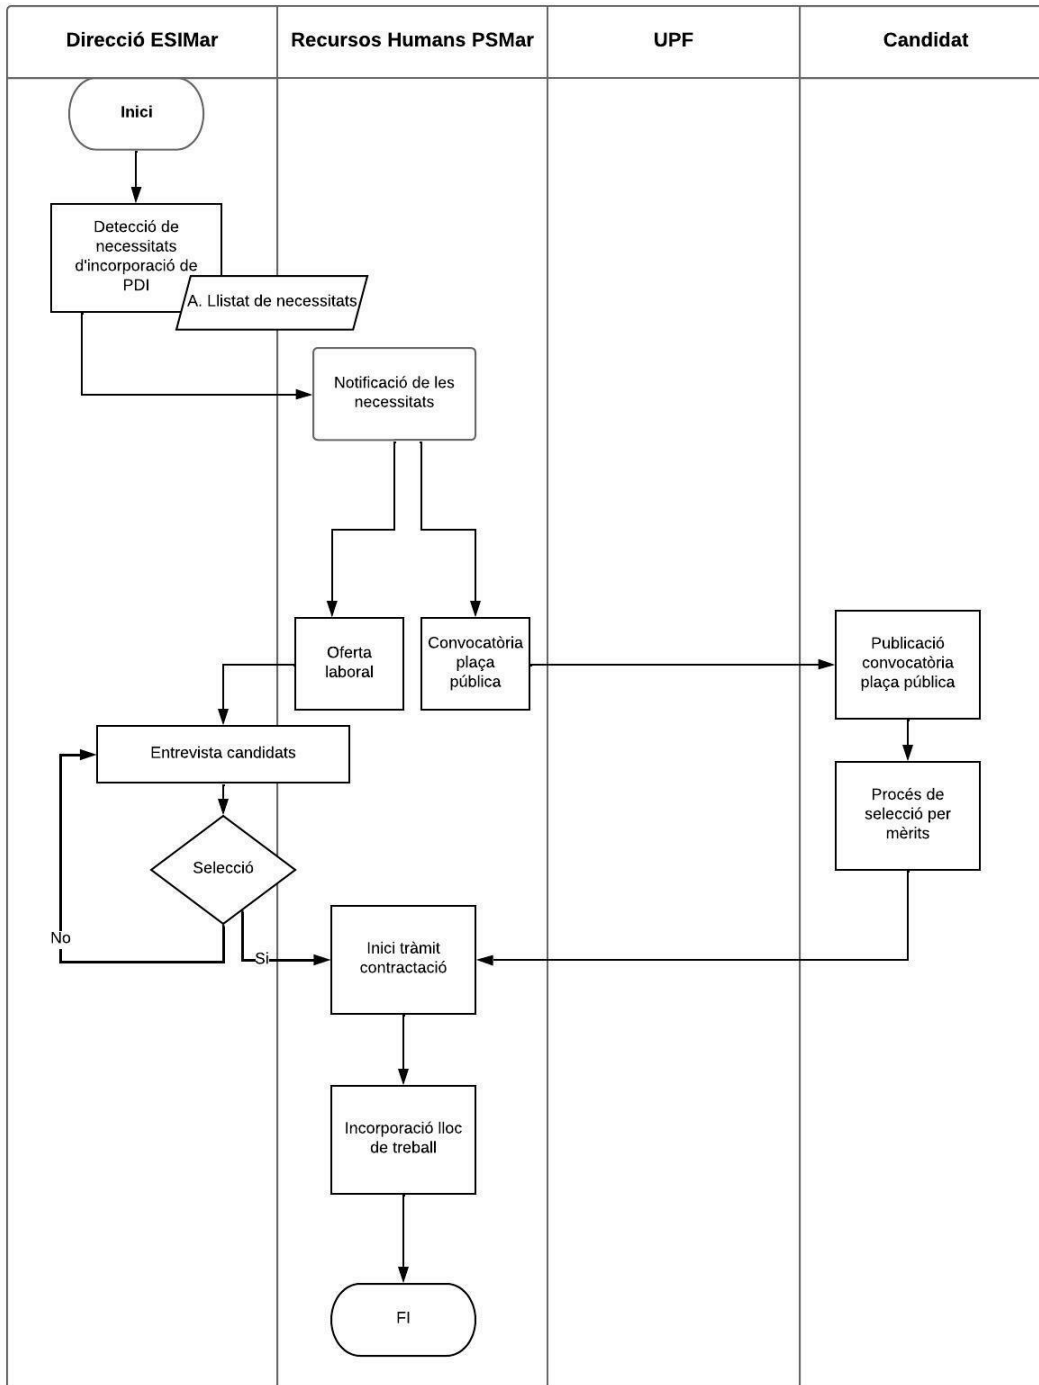 Direcció ESIMar
Recursos Humans PSMar
UPF
Candidat
Inici
Detecció de
necessitats
d'incorporació de
PDI
A. Llistat de necessitats
Notificació de les
necessitats
Oferta
laboral
Convocatòria
plaça
pública
Publicació
convocatòria
plaça pública
Entrevista candidats
Procés de
selecció per
mèrits
Selecció
No
Si
Inici tràmit
contractació
Incorporació lloc
de treball
FI